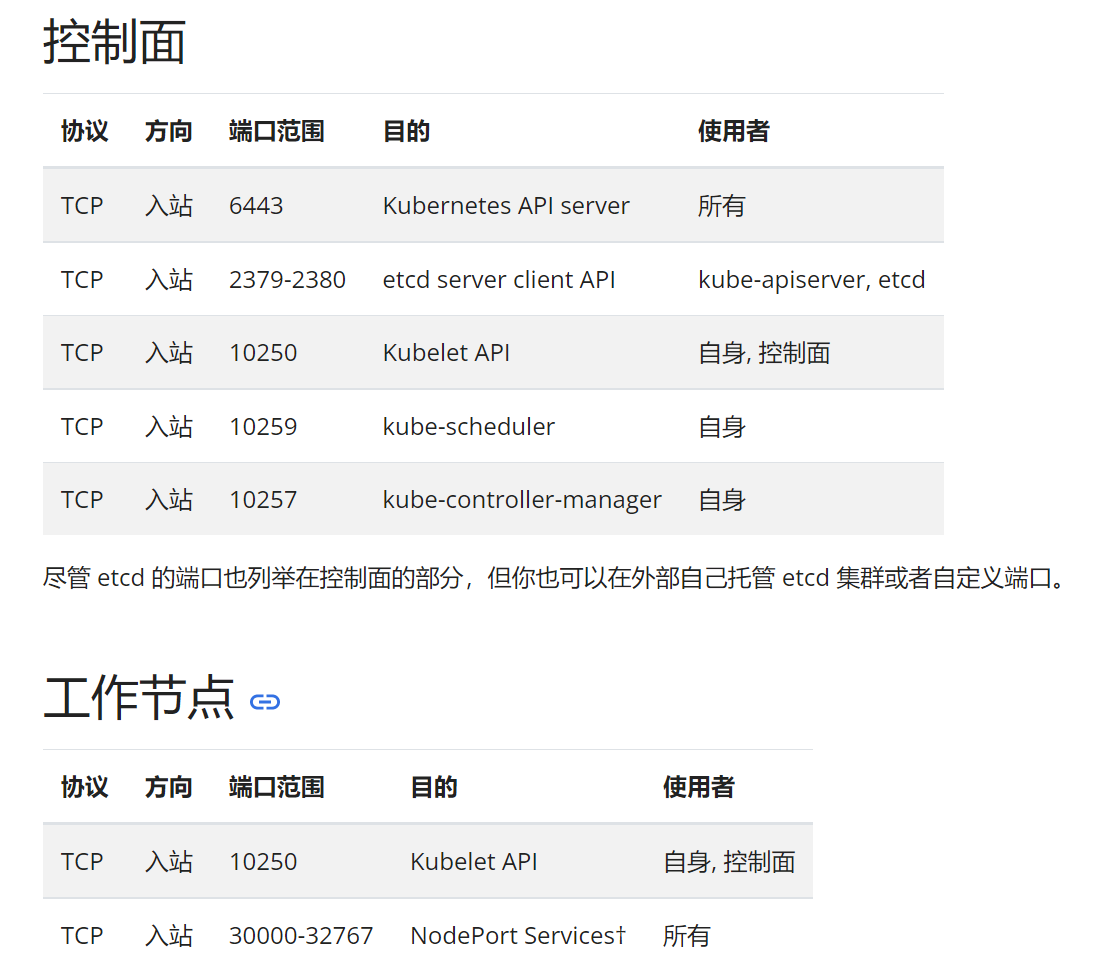 控制面
协议 方向 端口范围 目的 使用者
TCP 入站 6443 Kubernetes API server 所有
TCP 入站 2379-2380 etcd server client API kube-apiserver, etcd
TCP 入站 10250 Kubelet API 自身, 控制面
TCP 入站 10259 kube-scheduler 自身
TCP 入站 10257 kube-controller-manager 自身
尽管 etcd 的端口也列举在控制面的部分，但你也可以在外部自己托管 etcd 集群或者自定义端口。
工作节点
协议 方向 端口范围 目的 使用者
TCP 入站 10250 Kubelet API 自身, 控制面
TCP 入站 30000-32767 NodePort Services† 所有